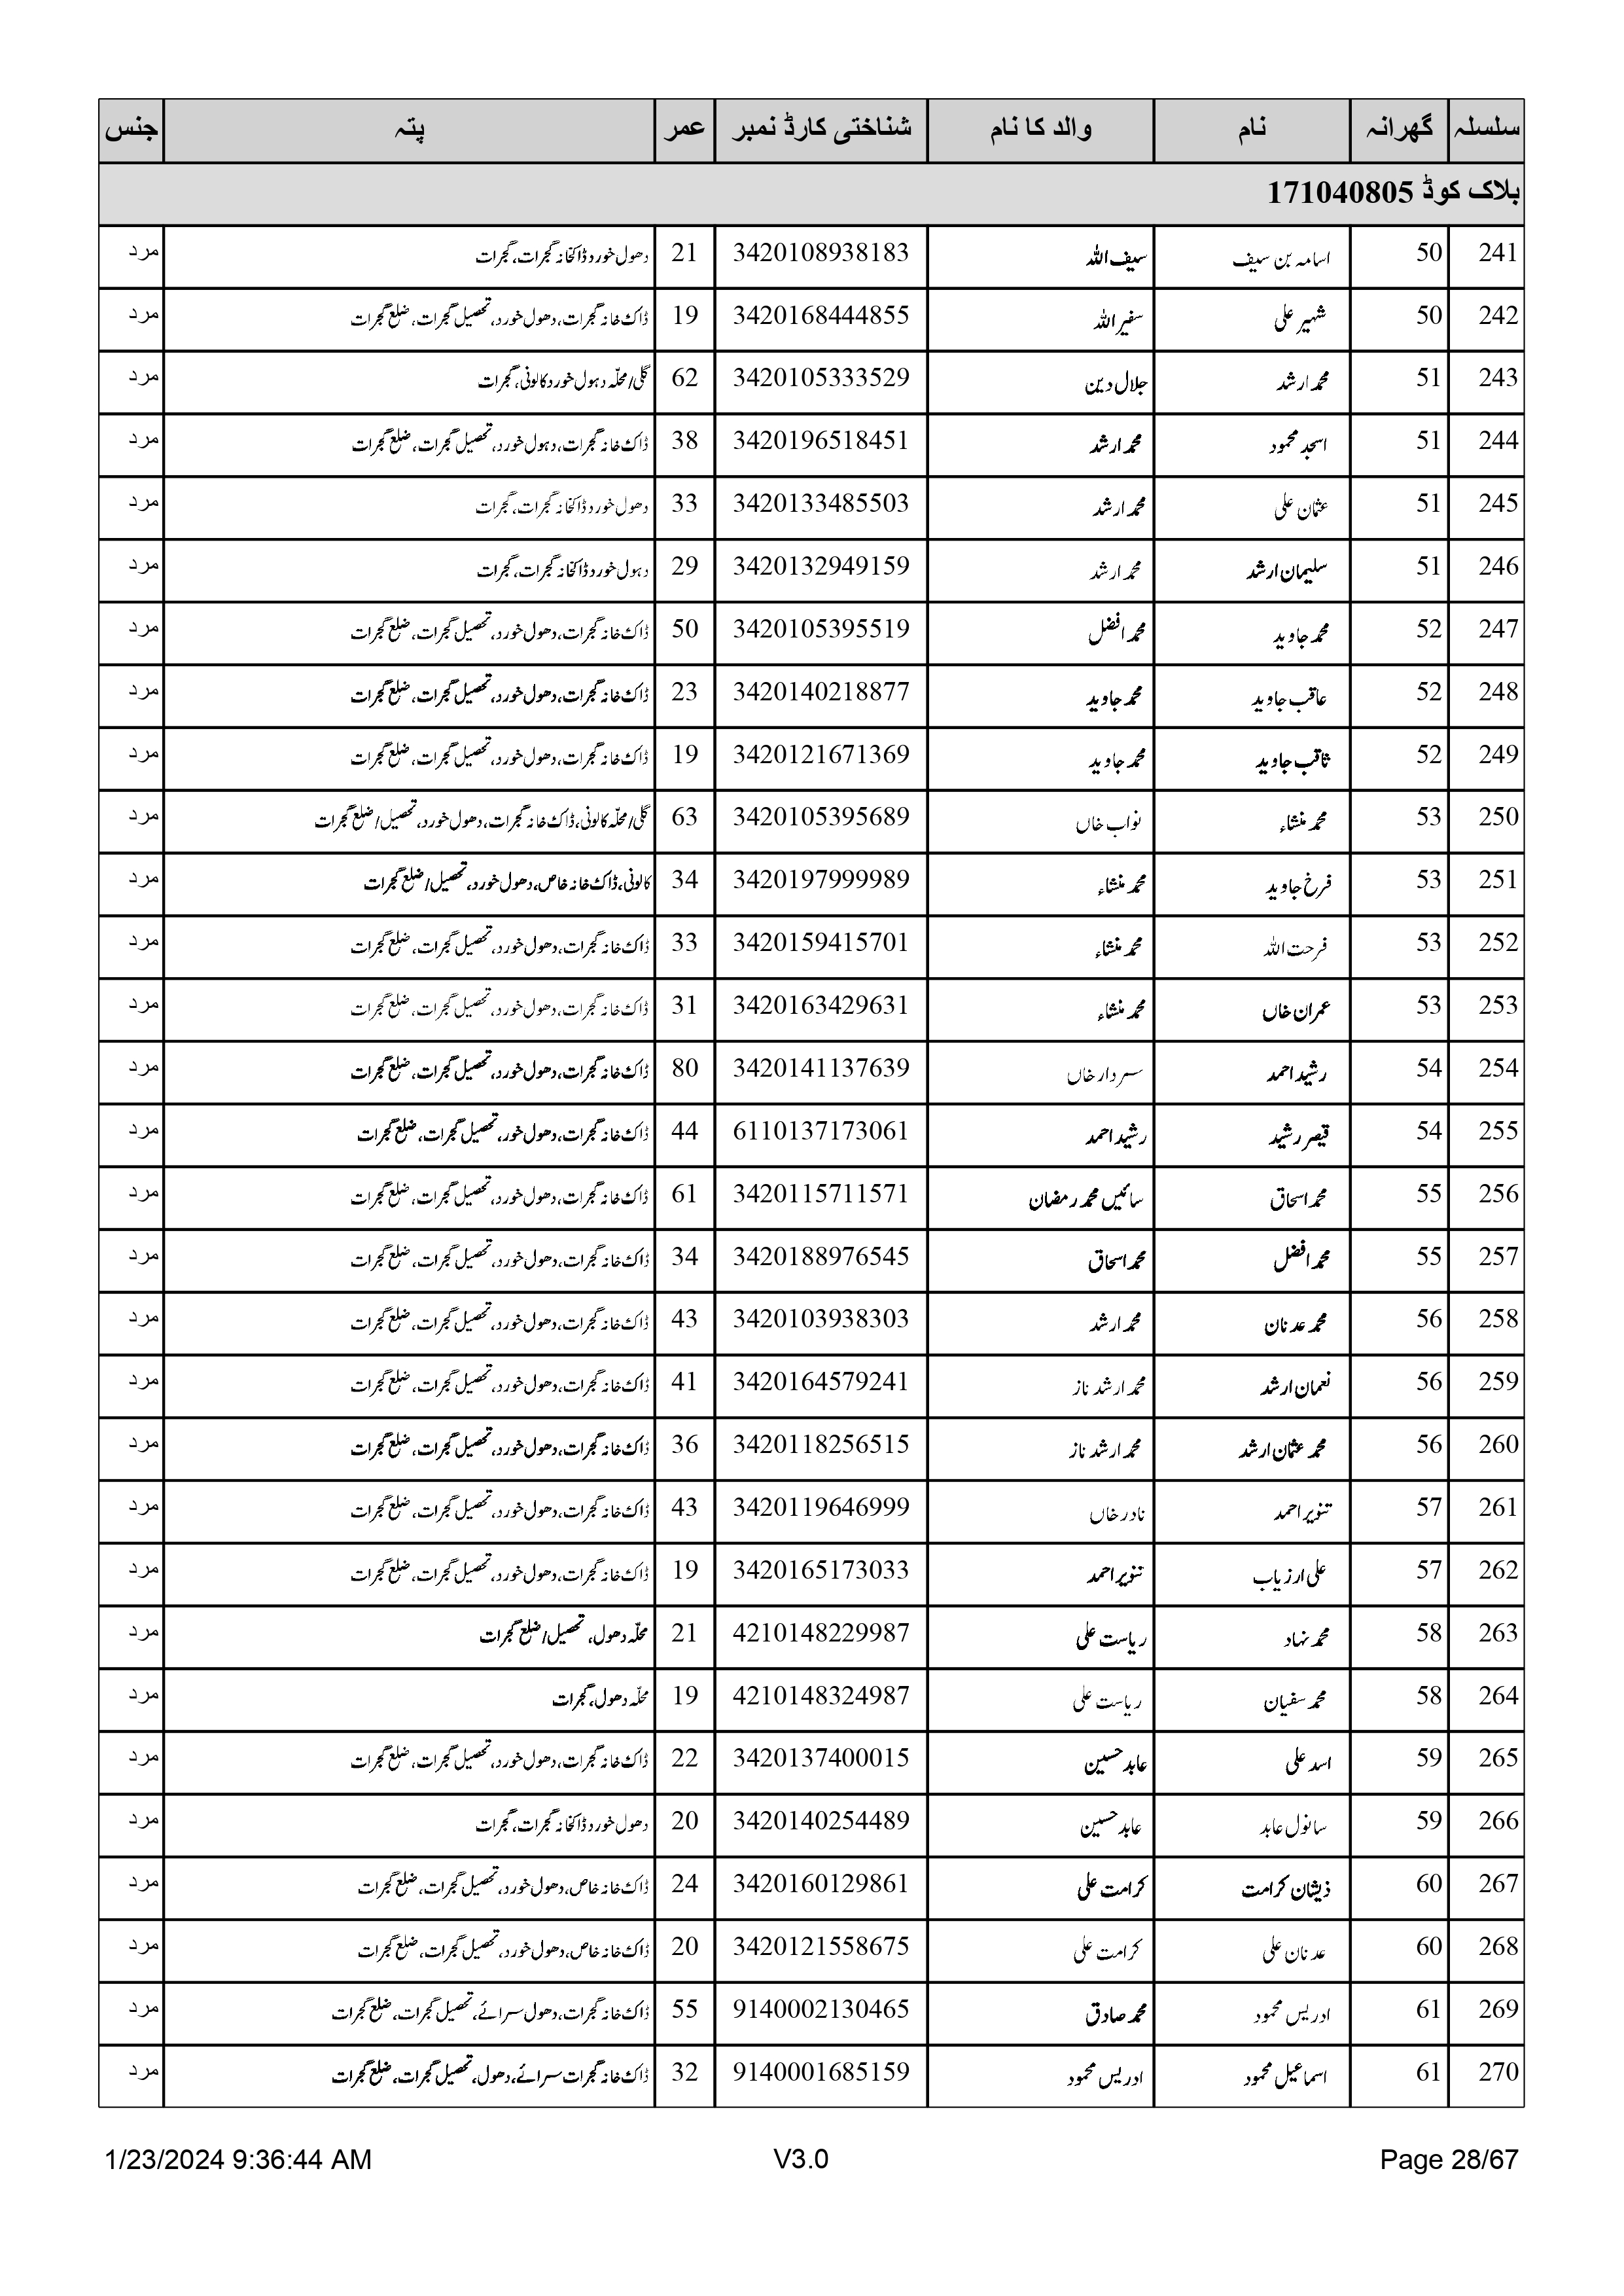 سلسلہ گھرانہ نام والد کا نام شناختی کارڈ نمبر عمر پتہ جنس
بلاک کوڈ 171040805
241 50 اسامہ بن سیف سیف اللہ 3420108938183 21 دھول خورد ڈاکخانہ گجرات، گجرات مرد
242 50 شہیر علی سفیر اللہ 3420168444855 19 ڈاک خانہ گجرات، دھول خورد، تحصیل گجرات، ضلع گجرات مرد
243 51 محمد ارشد جلال دین 3420105333529 62 گلی/محلّہ دہول خورد کالونی، گجرات مرد
244 51 اسجد محمود محمد ارشد 3420196518451 38 ڈاک خانہ گجرات، دہول خورد، تحصیل گجرات، ضلع گجرات مرد
245 51 عثمان علی محمد ارشد 3420133485503 33 دھول خورد ڈاکخانہ گجرات، گجرات مرد
246 51 سلیمان ارشد محمد ارشد 3420132949159 29 دہول خورد ڈاکخانہ گجرات، گجرات مرد
247 52 محمد جاوید محمد افضل 3420105395519 50 ڈاک خانہ گجرات، دھول خورد، تحصیل گجرات، ضلع گجرات مرد
248 52 عاقب جاوید محمد جاوید 3420140218877 23 ڈاک خانہ گجرات، دھول خورد، تحصیل گجرات، ضلع گجرات مرد
249 52 ثاقب جاوید محمد جاوید 3420121671369 19 ڈاک خانہ گجرات، دھول خورد، تحصیل گجرات، ضلع گجرات مرد
250 53 محمد منشاء نواب خاں 3420105395689 63 گلی/محلّہ کالونی، ڈاک خانہ گجرات، دھول خورد، تحصیل/ضلع گجرات مرد
251 53 فرخ جاوید محمد منشاء 3420197999989 34 کالونی، ڈاک خانہ خاص، دھول خورد، تحصیل/ضلع گجرات مرد
252 53 فرحت اللہ محمد منشاء 3420159415701 33 ڈاک خانہ گجرات، دھول خورد، تحصیل گجرات، ضلع گجرات مرد
253 53 عمران خاں محمد منشاء 3420163429631 31 ڈاک خانہ گجرات، دھول خورد، تحصیل گجرات، ضلع گجرات مرد
254 54 رشید احمد سردار خاں 3420141137639 80 ڈاک خانہ گجرات، دھول خورد، تحصیل گجرات، ضلع گجرات مرد
255 54 قیصر رشید رشید احمد 6110137173061 44 ڈاک خانہ گجرات، دھول خور، تحصیل گجرات، ضلع گجرات مرد
256 55 محمد اسحاق سائیں محمد رمضان 3420115711571 61 ڈاک خانہ گجرات، دھول خورد، تحصیل گجرات، ضلع گجرات مرد
257 55 محمد افضل محمد اسحاق 3420188976545 34 ڈاک خانہ گجرات، دھول خورد، تحصیل گجرات، ضلع گجرات مرد
258 56 محمد عدنان محمد ارشد 3420103938303 43 ڈاک خانہ گجرات، دھول خورد، تحصیل گجرات، ضلع گجرات مرد
259 56 نعمان ارشد محمد ارشد ناز 3420164579241 41 ڈاک خانہ گجرات، دھول خورد، تحصیل گجرات، ضلع گجرات مرد
260 56 محمد عثمان ارشد محمد ارشد ناز 3420118256515 36 ڈاک خانہ گجرات، دھول خورد، تحصیل گجرات، ضلع گجرات مرد
261 57 تنویر احمد نادر خاں 3420119646999 43 ڈاک خانہ گجرات، دھول خورد، تحصیل گجرات، ضلع گجرات مرد
262 57 علی ارزیاب تنویر احمد 3420165173033 19 ڈاک خانہ گجرات، دھول خورد، تحصیل گجرات، ضلع گجرات مرد
263 58 محمد نہاد ریاست علی 4210148229987 21 محلّہ دھول، تحصیل/ضلع گجرات مرد
264 58 محمد سفیان ریاست علی 4210148324987 19 محلّہ دھول، گجرات مرد
265 59 اسد علی عابد حسین 3420137400015 22 ڈاک خانہ گجرات، دھول خورد، تحصیل گجرات، ضلع گجرات مرد
266 59 سانول عابد عابد حسین 3420140254489 20 دھول خورد ڈاکخانہ گجرات، گجرات مرد
267 60 ذیشان کرامت کرامت علی 3420160129861 24 ڈاک خانہ خاص، دھول خورد، تحصیل گجرات، ضلع گجرات مرد
268 60 عدنان علی کرامت علی 3420121558675 20 ڈاک خانہ خاص، دھول خورد، تحصیل گجرات، ضلع گجرات مرد
269 61 ادریس محمود محمد صادق 9140002130465 55 ڈاک خانہ گجرات، دھول سرائے، تحصیل گجرات، ضلع گجرات مرد
270 61 اسماعیل محمود ادریس محمود 9140001685159 32 ڈاک خانہ گجرات سرائے، دھول، تحصیل گجرات، ضلع گجرات مرد
1/23/2024 9:36:44 AM V3.0 Page 28/67